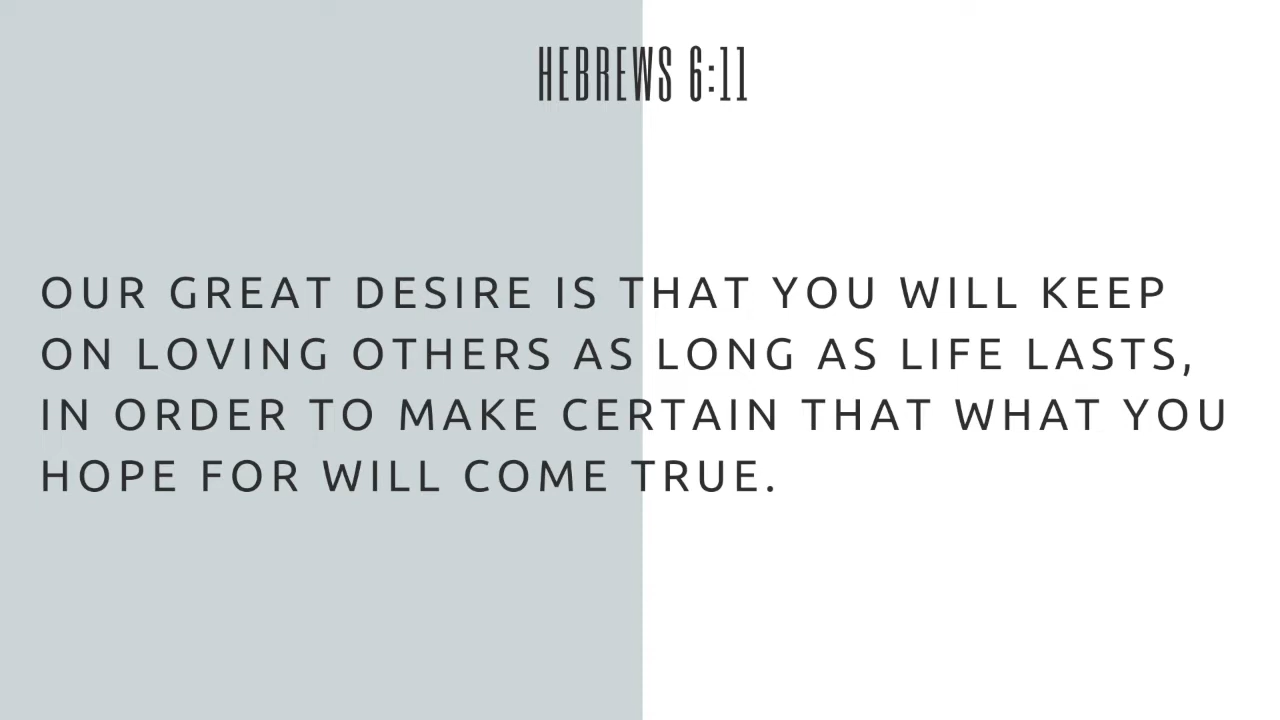 HEBREWS 6:11
OUR GREAT DESIRE IS THAT YOU WILL KEEP
ON LOVING OTHERS AS LONG AS LIFE LASTS,
IN ORDER TO MAKE CERTAIN THAT WHAT YOU
HOPE FOR WILL COME TRUE.